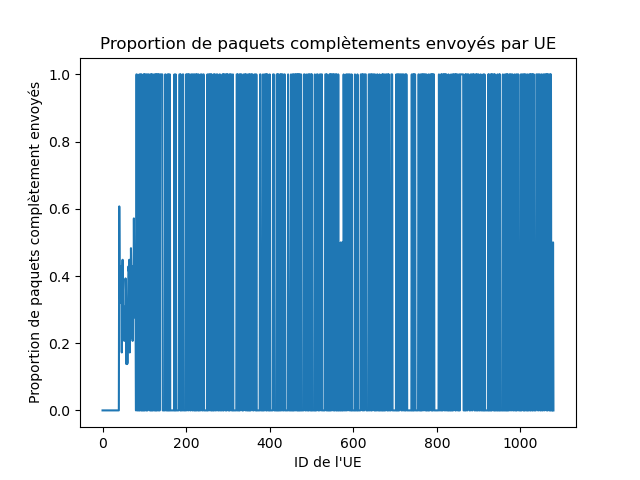 Proportion de paquets complètements envoyés par UE
Proportion de paquets complètement envoyés
1.0
0.8
0.6
0.4
0.2
0.0
0 200 400 600 800 1000
ID de l'UE